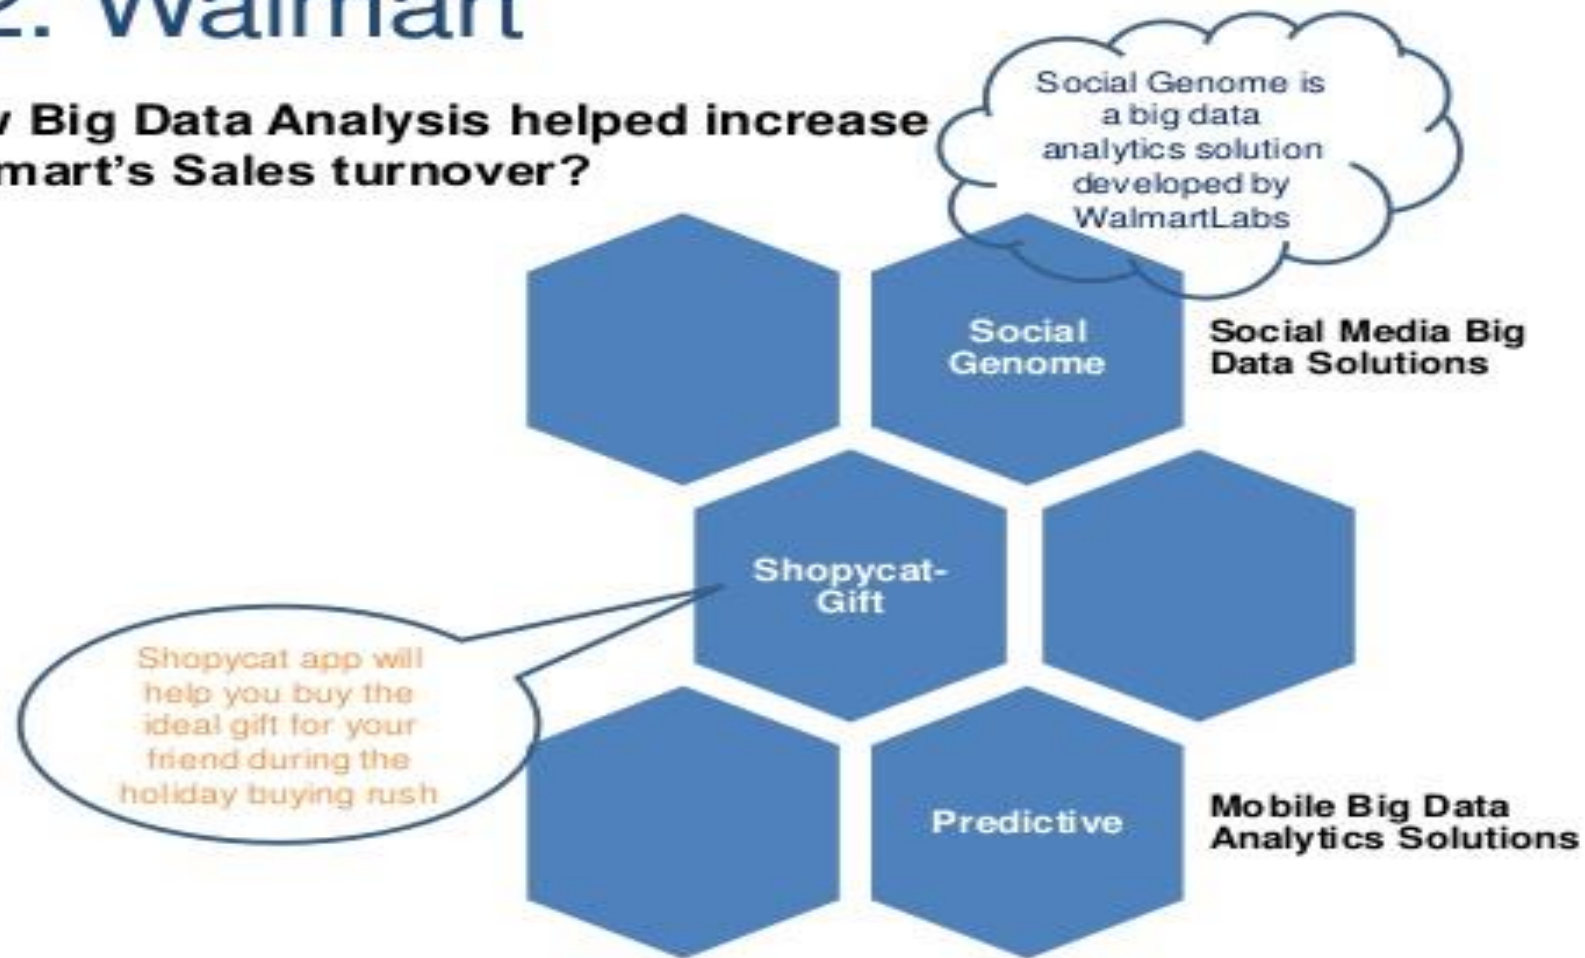 2. Walmart
w Big Data Analysis helped increase
mart's Sales turnover?
Social Genome is
a big data
analytics solution
developed by
WalmartLabs
Social
Genome
Social Media Big
Data Solutions
Shopycat-
Gift
Shopycat app will
help you buy the
ideal gift for your
friend during the
holiday buying rush
Predictive
Mobile Big Data
Analytics Solutions